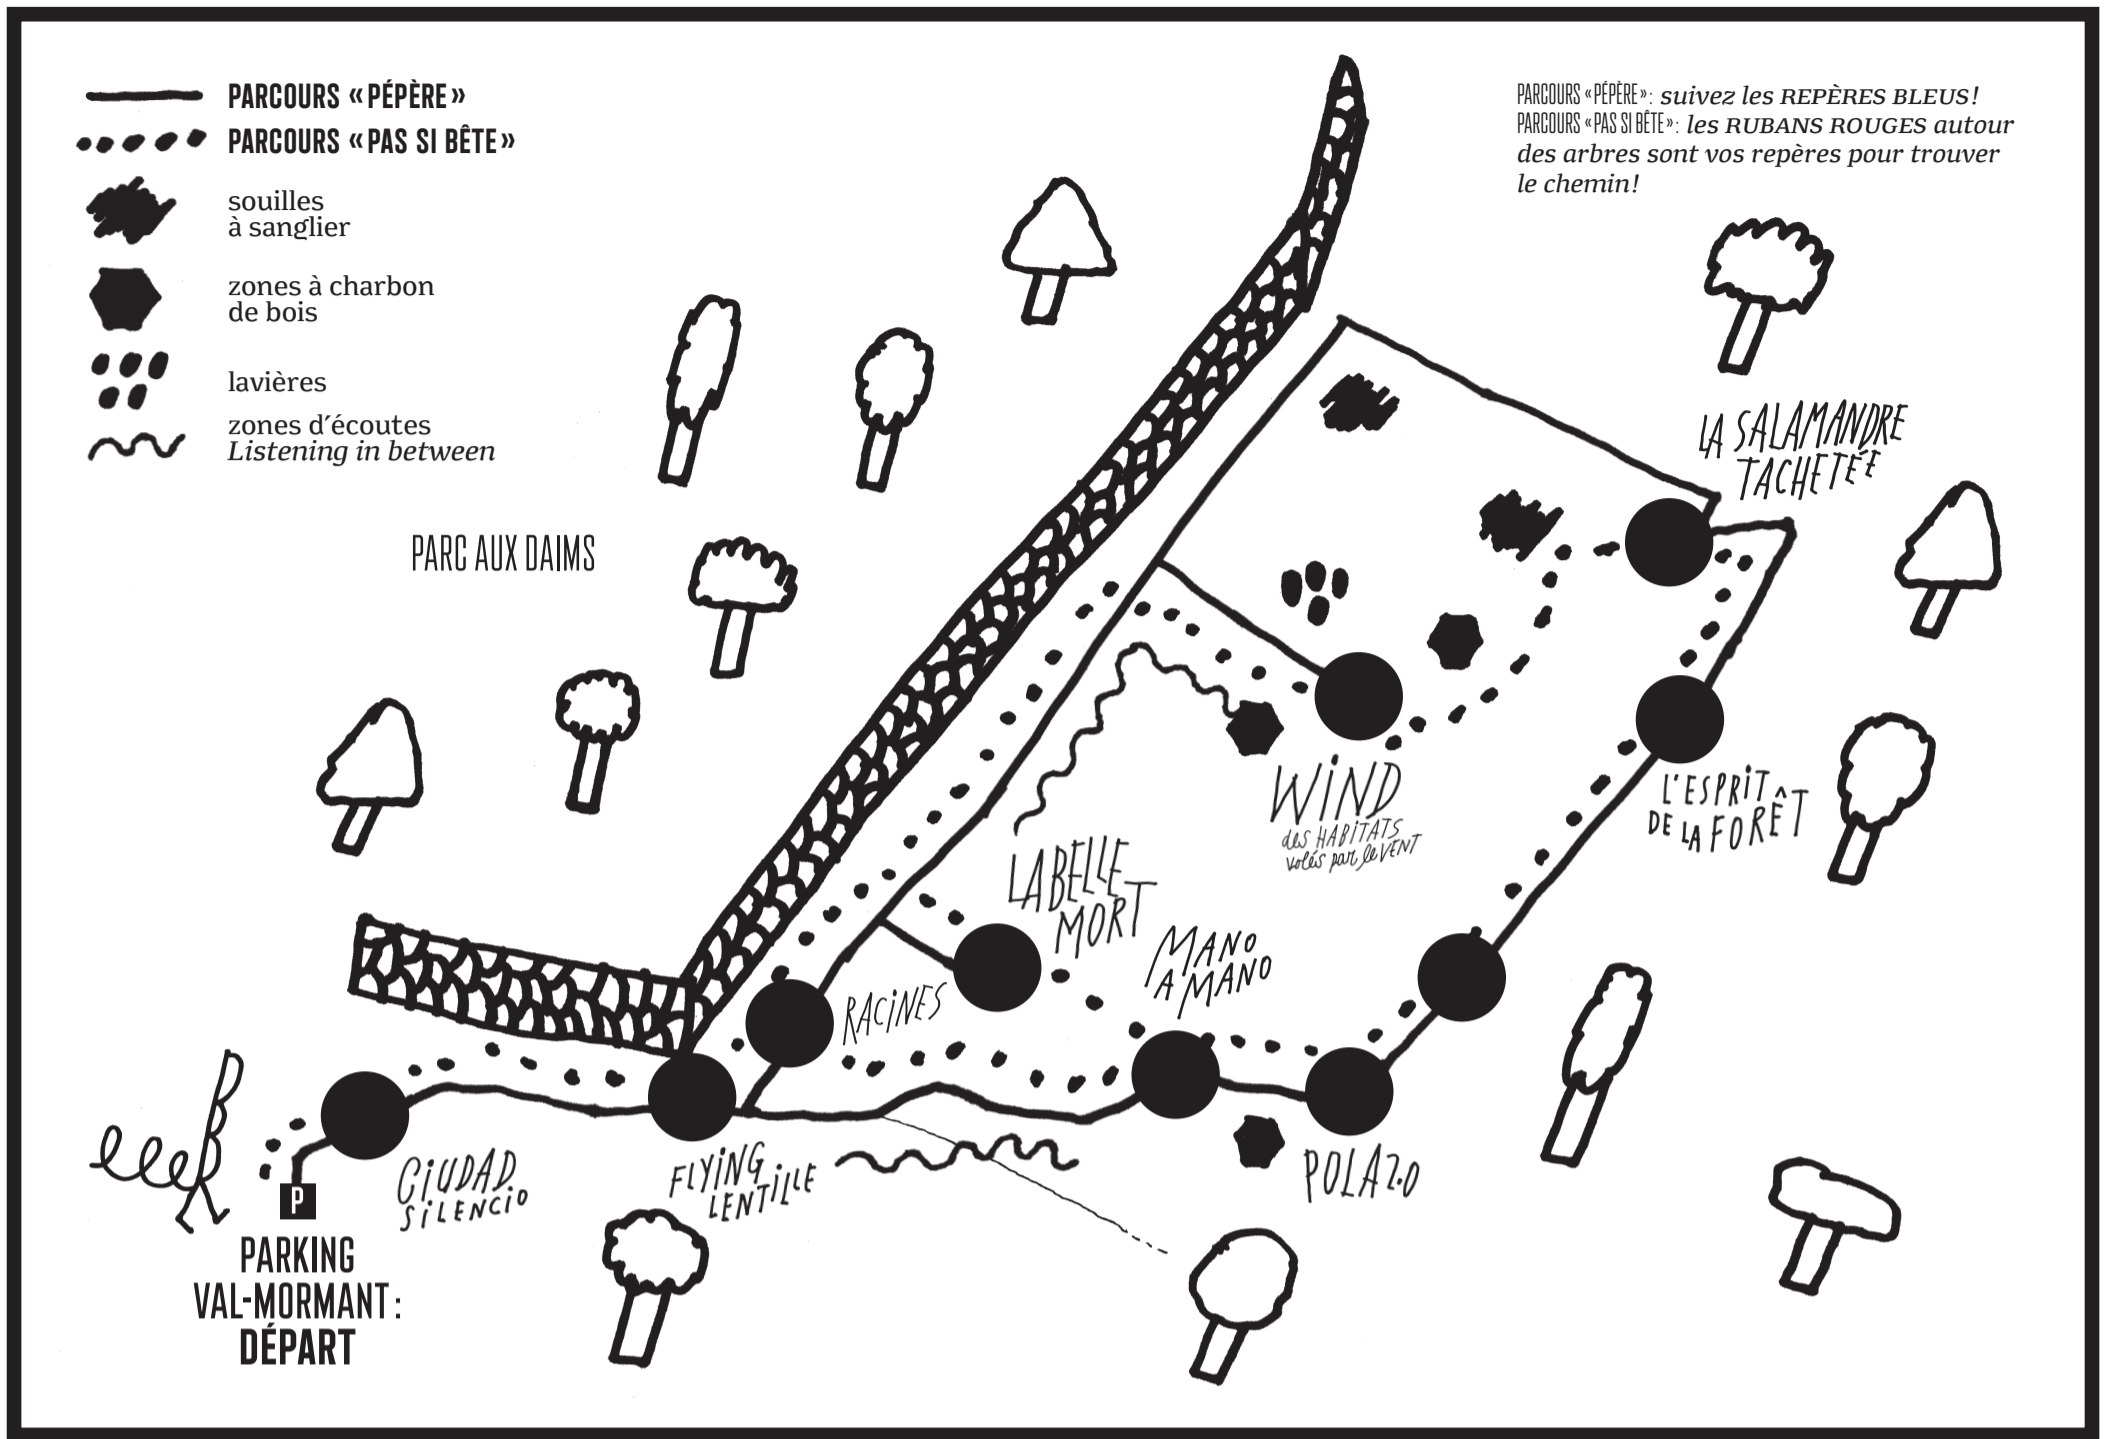 PARCOURS «PÉPÈRE»
PARCOURS «PAS SI BÊTE»
souilles
à sanglier
zones à charbon
de bois
lavières
zones d'écoutes
Listening in between
PARCOURS «PÉPÈRE»: suivez les REPÈRES BLEUS!
PARCOURS «PAS SI BÊTE»: les RUBANS ROUGES autour
des arbres sont vos repères pour trouver
le chemin!
PARC AUX DAIMS
LA SALAMANDRE
TACHETÉE
WIND
des HABITATS
volés par le VENT
L'ESPRIT
DE LA FORÊT
LA BELLE
MORT
MANO
A MANO
RACINES
CIUDAD
SILENCIO
FLYING
LENTILLE
POLA 2.0
P
PARKING
VAL-MORMANT:
DÉPART